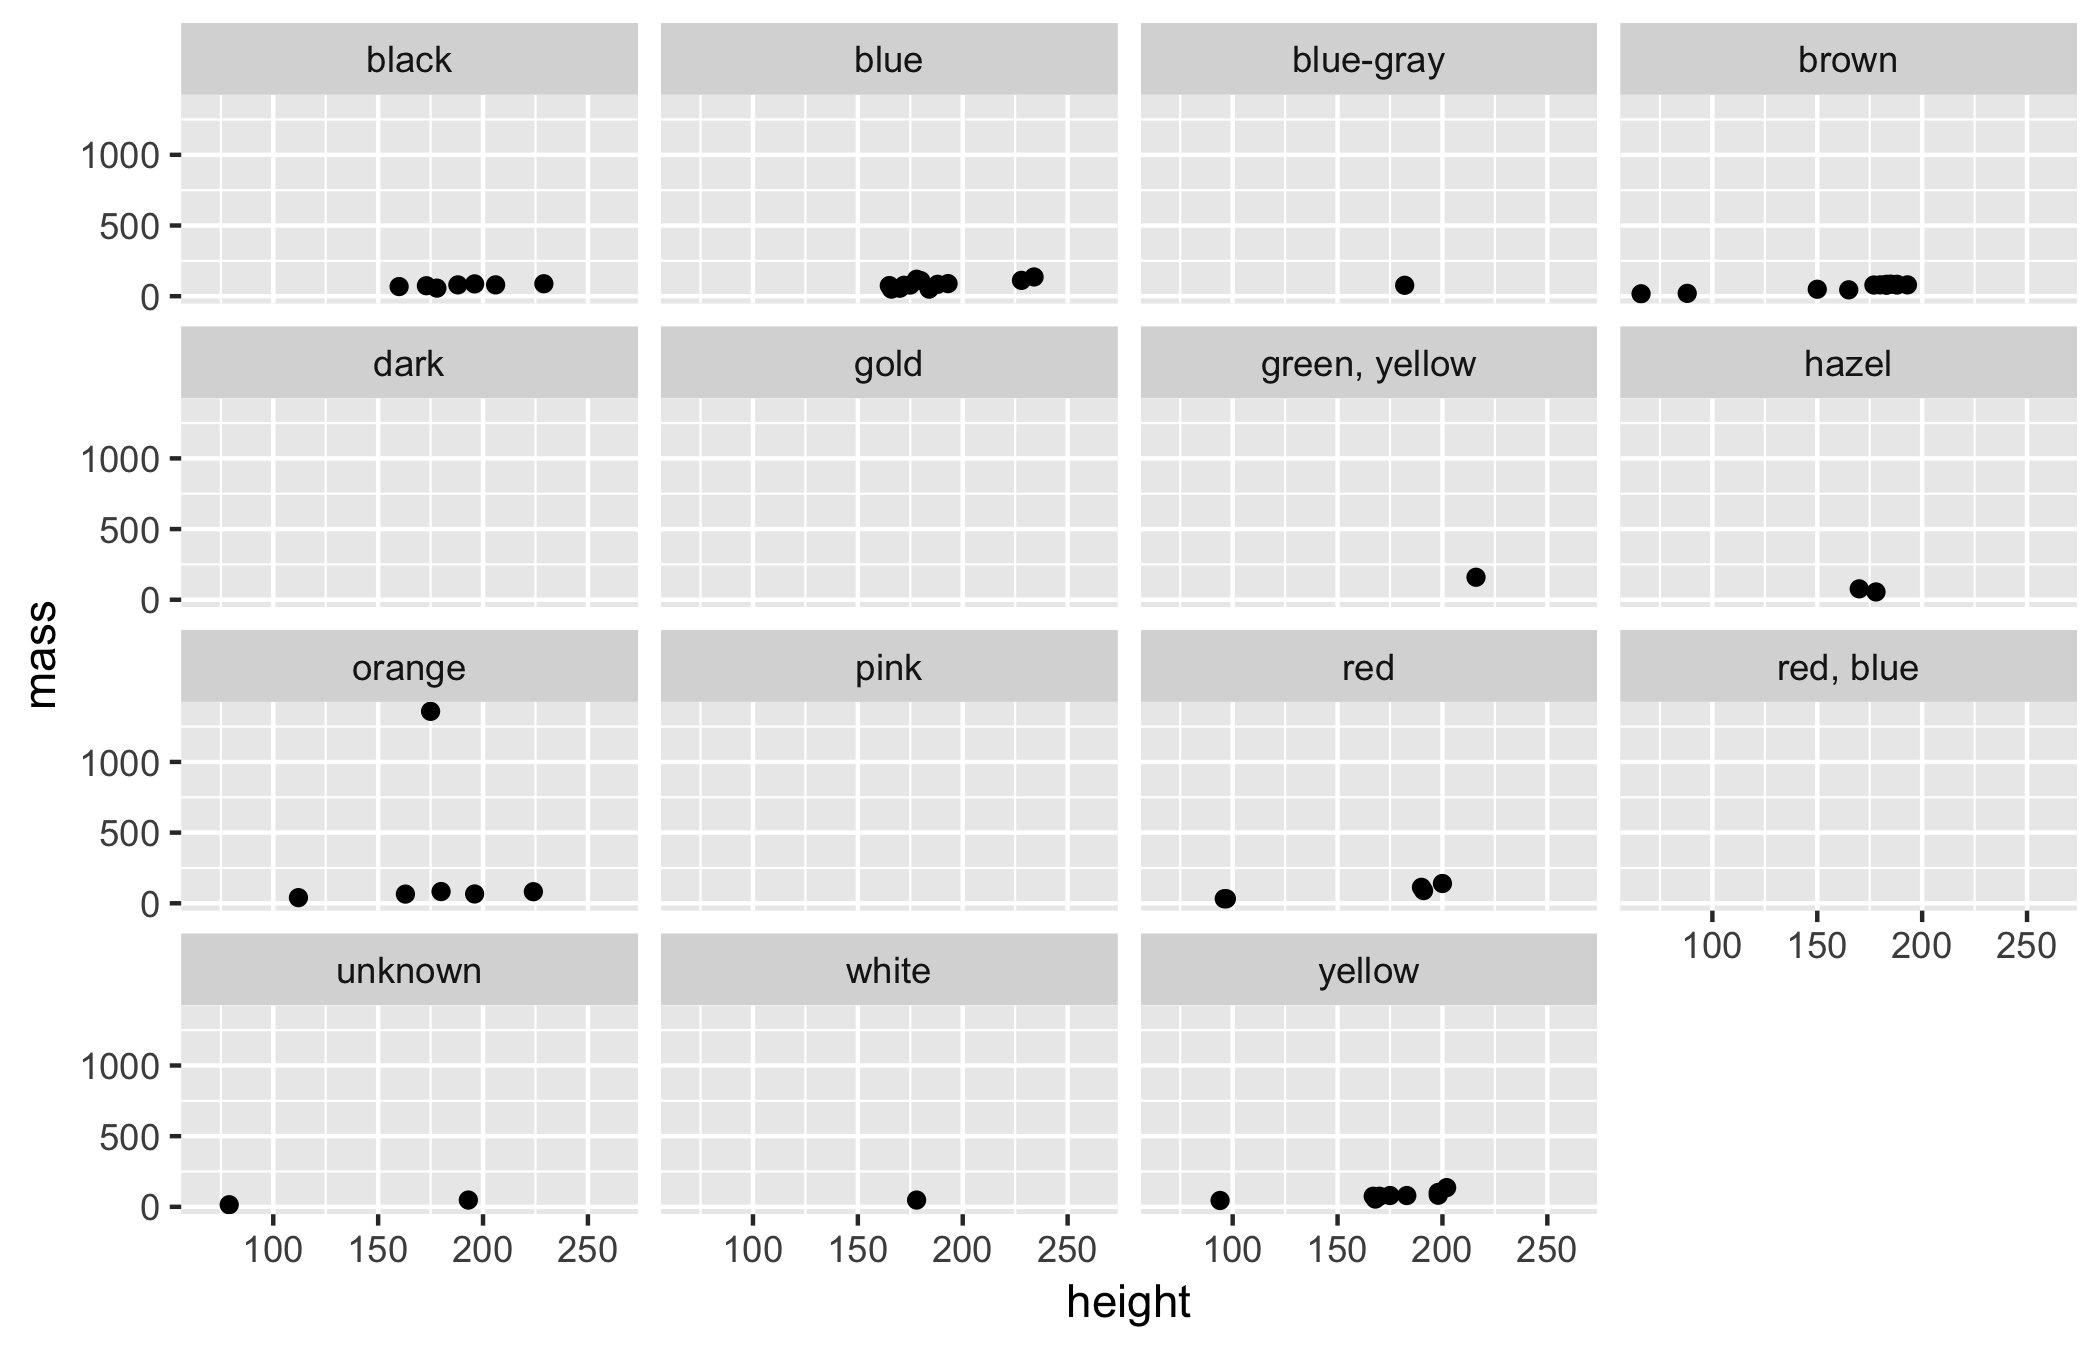 black
blue
blue-gray
brown
1000
500
0
dark
gold
green, yellow
hazel
1000
500
0
mass
orange
pink
red
red, blue
1000
500
0
100 150 200 250
unknown
white
yellow
1000
500
0
100 150 200 250
100 150 200 250
100 150 200 250
height